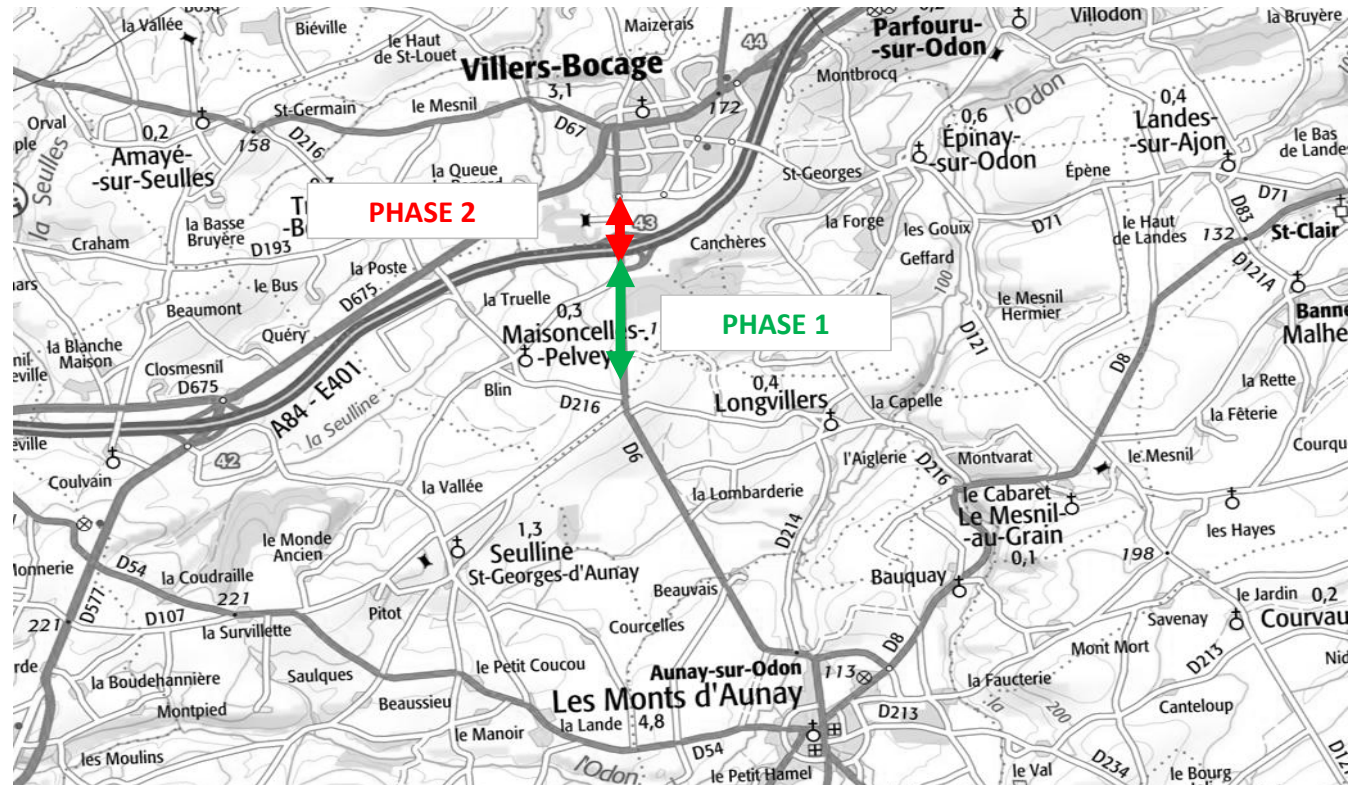 la Vallée
Biéville
Maizerais
le Haut
de St-Louet
44
Parfouru
-sur-Odon
Villodon
la Bruyère
Villers-Bocage
3,1
Montbrocq
l'Odon
St-Germain
le Mesnil
172
Orval
0,2
158
D216
D67
0,6
Épinay-
-sur-Odon
0,4
Landes-
-sur-Ajon
le Bas
de Landes
Amayé-
-sur-Seulles
la Seulles
la Queue
St-Georges
Épène
D71
PHASE 2
43
la Basse
Bruyère
Craham
D193
la Forge
les Gouix
D71
le Haut
de Landes
D83
132
St-Clair
Canchères
Geffard
100
D121A
la Poste
D675
le Bus
Beaumont
la Truelle
le Mesnil
Hermier
Quéry
0,3
Maisoncelles-
-Pelvey
PHASE 1
D121
D8
la Blanche
Maison
Closmesnil
D675
A84 - E401
la Seulline
Blin
D216
0,4
Longvillers
la Capelle
la Rette
la Fêterie
42
Coulvain
D6
l'Aiglerie
D216
Montvarat
le Mesnil
la Vallée
la Lombarderie
le Cabaret
Le Mesnil-
-au-Grain
0,1
les Hayes
1,3
Seulline
St-Georges-d'Aunay
le Monde
Ancien
D214
198
D54
la Coudraille
221
Beauvais
Bauquay
le Jardin
0,2
D577
221
D107
la Survillette
Pitot
Courcelles
Savenay
D8
Mont Mort
D213
Aunay-sur-Odon
Les Monts d'Aunay
113
la Boudehannière
Saulques
le Petit Coucou
la Faucterie
Montpied
Beaussieu
la Lande
4,8
D213
la
200
Canteloup
les Moulins
le Manoir
D54
l'Odon
le Petit Hamel
le Val
D234
le Bourg